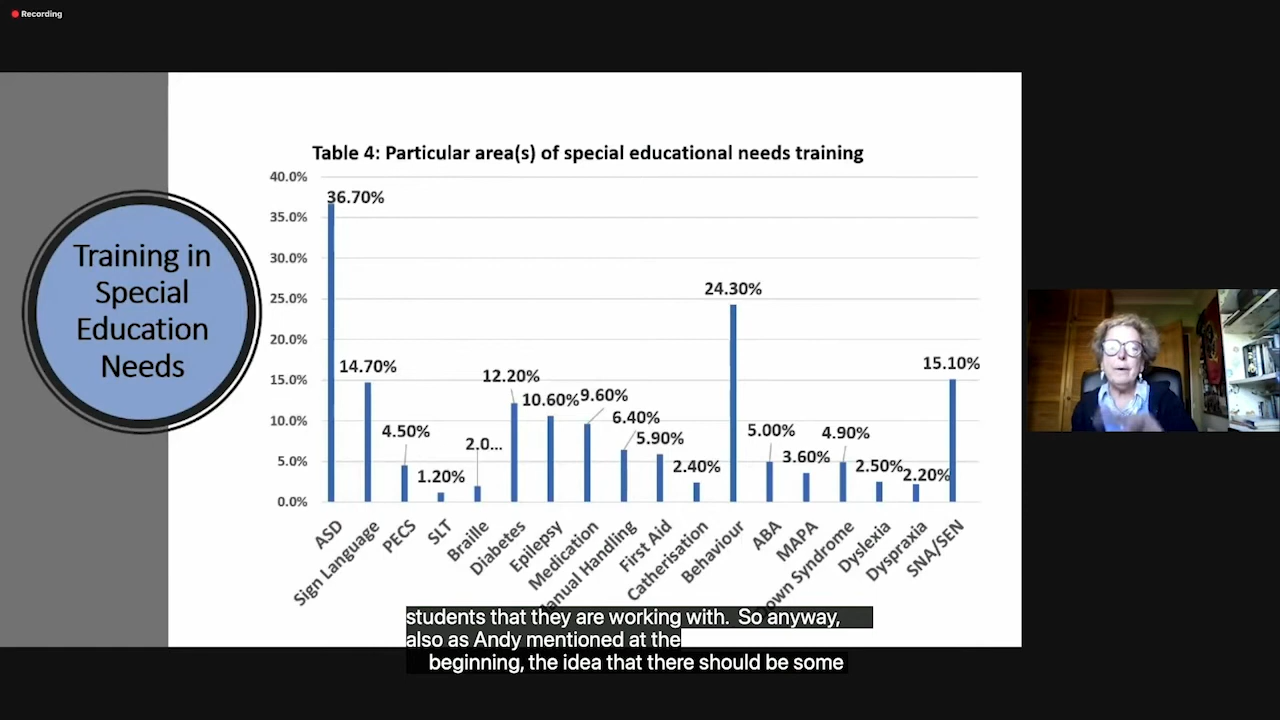 Recording
Table 4: Particular area(s) of special educational needs training
Training in
Special
Education
Needs
40.0%
35.0%
30.0%
25.0%
20.0%
15.0%
10.0%
5.0%
0.0%
36.70%
14.70%
4.50%
1.20%
2.0...
12.20%
10.60%
9.60%
6.40%
5.90%
2.40%
24.30%
5.00%
3.60%
4.90%
2.50%
2.20%
15.10%
ASD
Sign Language
PECS
SLT
Braille
Diabetes
Epilepsy
Medication
anual Handling
First Aid
Catherisation
Behaviour
ABA
MAPA
own Syndrome
Dyslexia
Dyspraxia
SNA/SEN
students that they are working with. So anyway,
also as Andy mentioned at the
beginning, the idea that there should be some